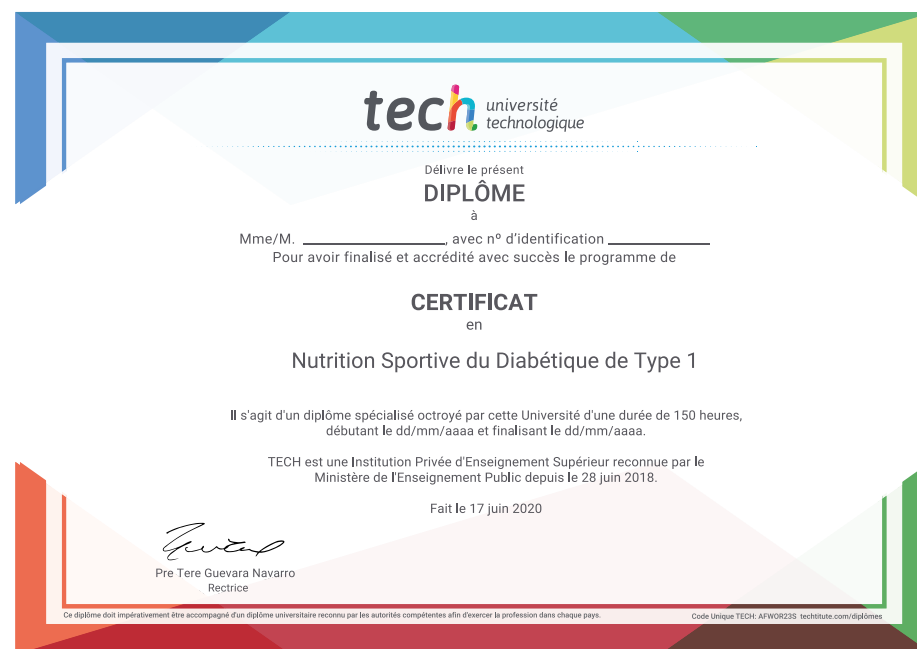 tech université
technologique
Délivre le présent
DIPLÔME
à
Mme/M. ____________________, avec nº d'identification ______________
Pour avoir finalisé et accrédité avec succès le programme de
CERTIFICAT
en
Nutrition Sportive du Diabétique de Type 1
Il s'agit d'un diplôme spécialisé octroyé par cette Université d'une durée de 150 heures,
débutant le dd/mm/aaaa et finalisant le dd/mm/aaaa.
TECH est une Institution Privée d'Enseignement Supérieur reconnue par le
Ministère de l'Enseignement Public depuis le 28 juin 2018.
Fait le 17 juin 2020
Pre Tere Guevara Navarro
Rectrice
Ce diplôme doit impérativement être accompagné d'un diplôme universitaire reconnu par les autorités compétentes afin d'exercer la profession dans chaque pays.
Code Unique TECH: AFWOR23S techtitute.com/diplômes